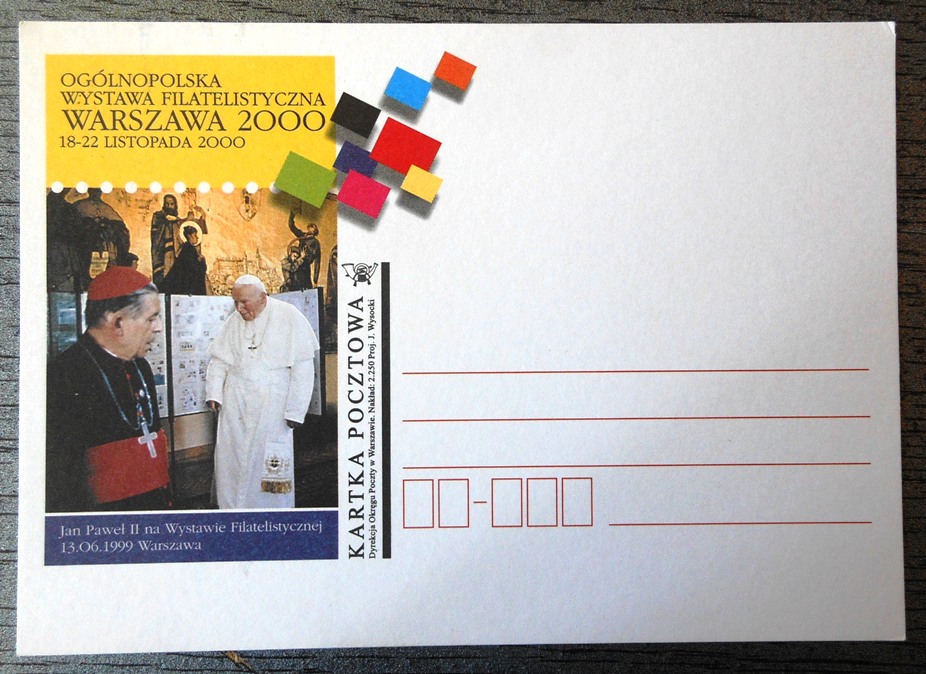 OGÓLNOPOLSKA
WYSTAWA FILATELISTYCZNA
WARSZAWA 2000
18-22 LISTOPADA 2000
Jan Paweł II na Wystawie Filatelistycznej
13.06.1999 Warszawa
KARTKA POCZTOWA
Dyrekcja Okręgu Poczty w Warszawie. Nakład: 2.250 Proj. J. Wysocki